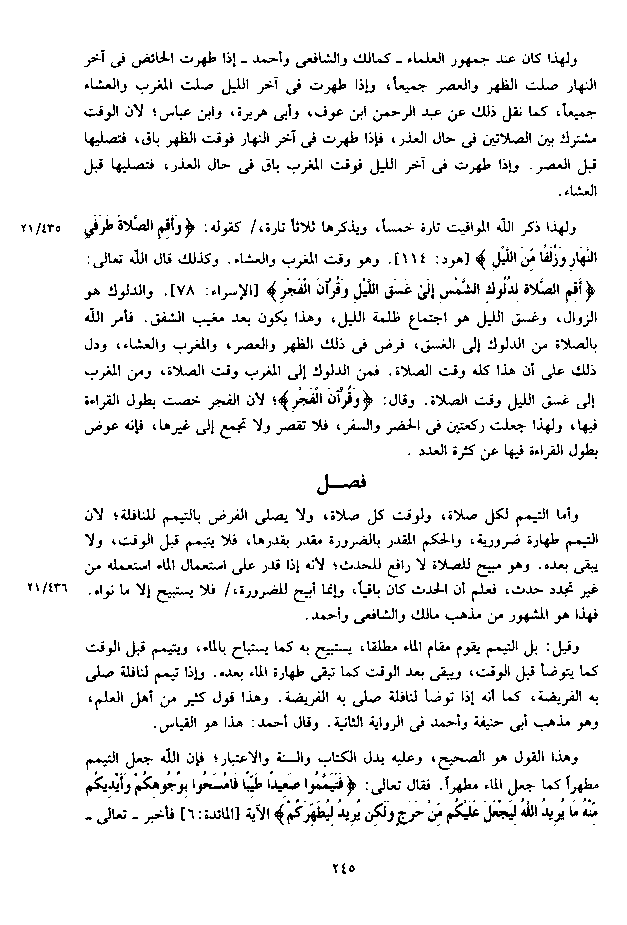 ولهذا كان عند جمهور العلماء ـ كمالك والشافعى وأحمد ـ إذا طهرت الحائض فى آخر
النهار صلت الظهر والعصر جميعاً، وإذا طهرت فى آخر الليل صلت المغرب والعشاء
جميعاً، كما نقل ذلك عن عبد الرحمن ابن عوف، وأبى هريرة، وابن عباس؛ لأن الوقت
مشترك بين الصلاتين فى حال العذر، فإذا طهرت فى آخر النهار فوقت الظهر باق، فتصليها
قبل العصر. وإذا طهرت فى آخر الليل فوقت المغرب باق فى حال العذر، فتصليها قبل
العشاء.
ولهذا ذكر الله المواقيت تارة خمساً، ويذكرها ثلاثاً تارة،/ كقوله: ﴿وَأَقِمِ الصَّلاةَ طَرَفَيِ ٢١/٤٣٥
النَّهَارِ وَزُلَفًا مِّنَ اللَّيْلِ﴾ [هود: ١١٤]. وهو وقت المغرب والعشاء. وكذلك قال الله تعالى:
﴿أَقِمِ الصَّلاةَ لِدُلُوكِ الشَّمْسِ إِلَىٰ غَسَقِ اللَّيْلِ وَقُرْآنَ الْفَجْرِ﴾ [الإسراء: ٧٨]. والدلوك هو
الزوال، وغسق الليل هو اجتماع ظلمة الليل، وهذا يكون بعد مغيب الشفق. فأمر الله
بالصلاة من الدلوك إلى الغسق، فرض فى ذلك الظهر والعصر، والمغرب والعشاء، ودل
ذلك على أن هذا كله وقت الصلاة. فمن الدلوك إلى المغرب وقت الصلاة، ومن المغرب
إلى غسق الليل وقت الصلاة. وقال: ﴿وَقُرْآنَ الْفَجْرِ﴾؛ لأن الفجر خصت بطول القراءة
فيها، ولهذا جعلت ركعتين فى الحضر والسفر، فلا تقصر ولا تجمع إلى غيرها، فإنه عوض
بطول القراءة فيها عن كثرة العدد .
فصــل
وأما التيمم لكل صلاة، ولوقت كل صلاة، ولا يصلى الفرض بالتيمم للنافلة؛ لأن
التيمم طهارة ضرورية، والحكم المقدر بالضرورة مقدر بقدرها، فلا يتيمم قبل الوقت، ولا
يبقى بعده. وهو مبيح للصلاة لا رافع للحدث؛ لأنه إذا قدر على استعمال الماء استعمله من
غير تجدد حدث، فعلم أن الحدث كان باقياً، وإنما أبيح للضرورة،/ فلا يستبيح إلا ما نواه. ٢١/٤٣٦
فهذا هو المشهور من مذهب مالك والشافعى وأحمد.
وقيل: بل التيمم يقوم مقام الماء مطلقا، يستبيح به كما يستباح بالماء، ويتيمم قبل الوقت
كما يتوضأ قبل الوقت، ويبقى بعد الوقت كما تبقى طهارة الماء بعده. وإذا تيمم لنافلة صلى
به الفريضة، كما أنه إذا توضأ لنافلة صلى به الفريضة. وهذا قول كثير من أهل العلم،
وهو مذهب أبى حنيفة وأحمد فى الرواية الثانية. وقال أحمد: هذا هو القياس.
وهذا القول هو الصحيح، وعليه يدل الكتاب والسنة والاعتبار؛ فإن الله جعل التيمم
مطهراً كما جعل الماء مطهراً. فقال تعالى: ﴿فَتَيَمَّمُوا صَعِيدًا طَيِّبًا فَامْسَحُوا بِوُجُوهِكُمْ وَأَيْدِيكُم
مِّنْهُ مَا يُرِيدُ اللَّهُ لِيَجْعَلَ عَلَيْكُم مِّنْ حَرَجٍ وَلَٰكِن يُرِيدُ لِيُطَهِّرَكُمْ﴾ الآية [المائدة:٦] فأخبر ـ تعالى ـ
٢٤٥